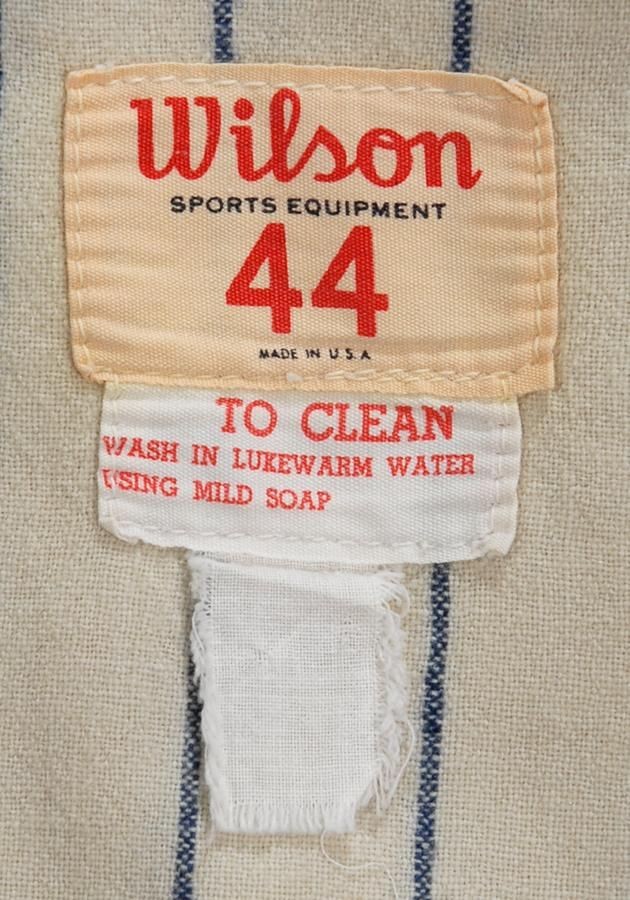 Wilson
SPORTS EQUIPMENT
44
MADE IN U.S.A
TO CLEAN
WASH IN LUKEWARM WATER
USING MILD SOAP